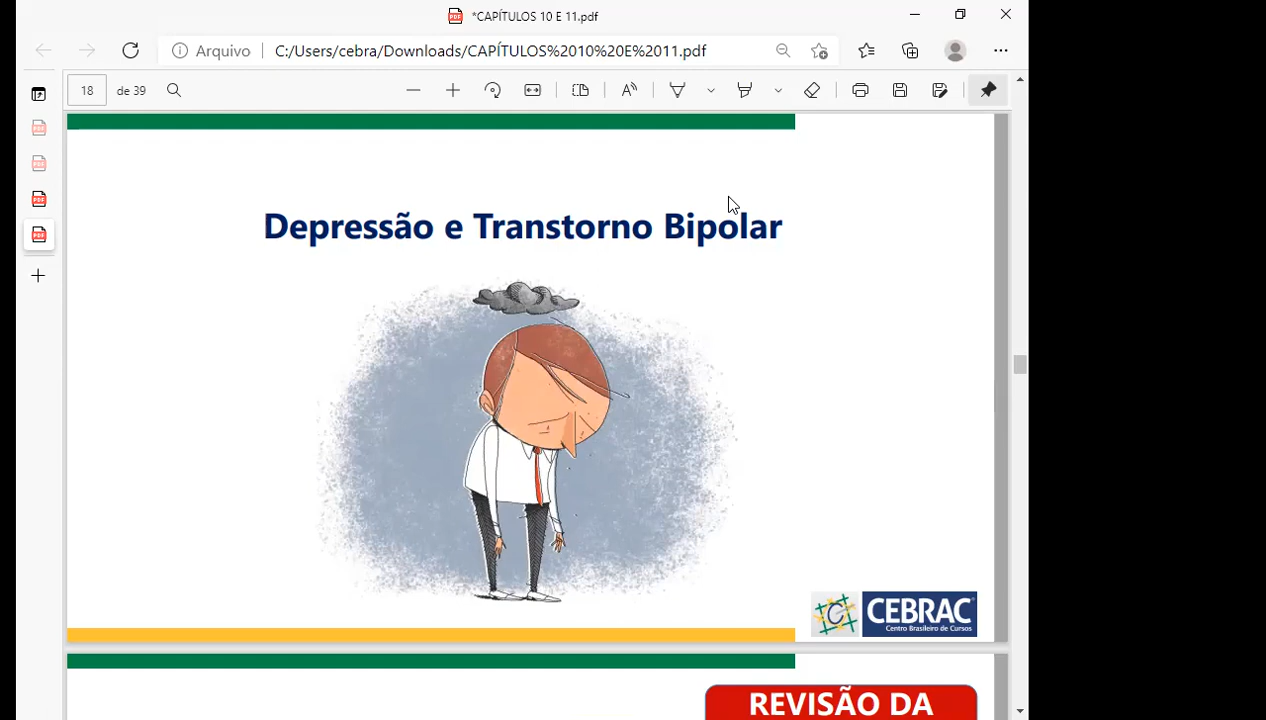 *CAPÍTULOS 10 E 11.pdf
Arquivo
C:/Users/cebra/Downloads/CAPÍTULOS%2010%20E%2011.pdf
18 de 39
Depressão e Transtorno Bipolar
CEBRAC
Centro Brasileiro de Cursos
REVISÃO DA